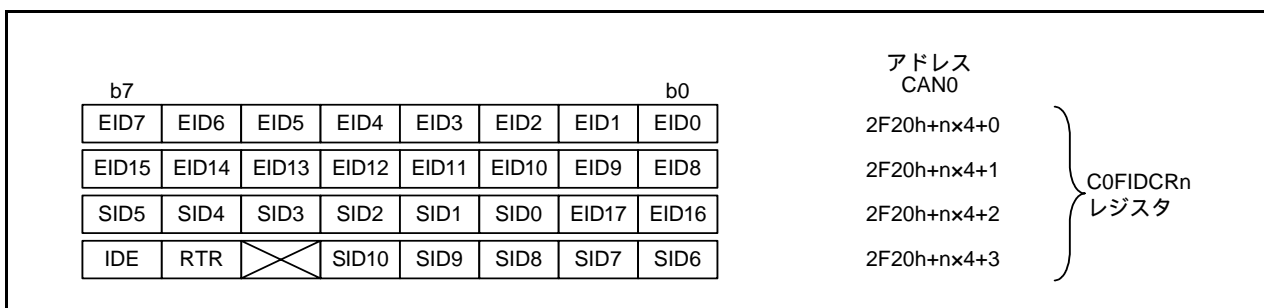 アドレス
b7 b0 CAN0
EID7 EID6 EID5 EID4 EID3 EID2 EID1 EID0 2F20h+n×4+0
EID15 EID14 EID13 EID12 EID11 EID10 EID9 EID8 2F20h+n×4+1
C0FIDCRn
SID5 SID4 SID3 SID2 SID1 SID0 EID17 EID16 2F20h+n×4+2
レジスタ
IDE RTR SID10 SID9 SID8 SID7 SID6 2F20h+n×4+3